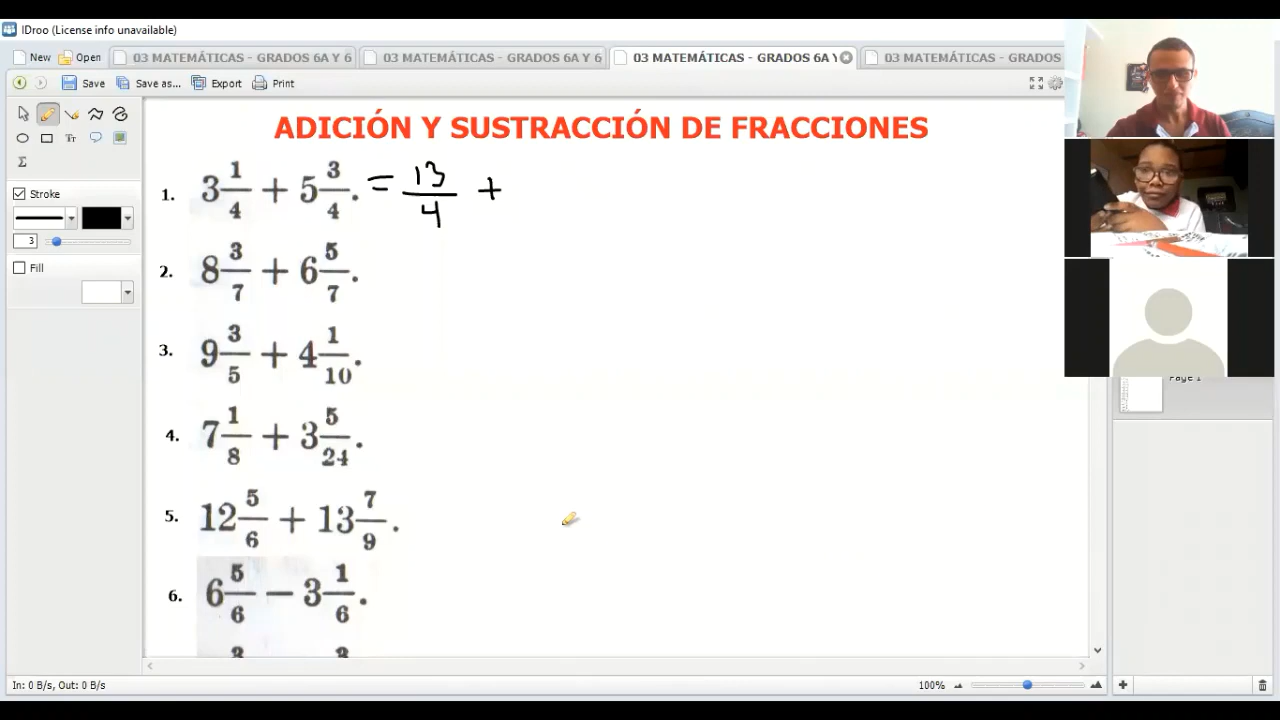 IDroo (License info unavailable)
New Open 03 MATEMÁTICAS - GRADOS 6A Y 6 03 MATEMÁTICAS - GRADOS 6A Y 6 03 MATEMÁTICAS - GRADOS 6A Y 03 MATEMÁTICAS - GRADOS
Save Save as... Export Print
Stroke
3
Fill
ADICIÓN Y SUSTRACCIÓN DE FRACCIONES
1. 3 1/4 + 5 3/4. = 13/4 +
2. 8 3/7 + 6 5/7.
3. 9 3/5 + 4 1/10.
4. 7 1/8 + 3 5/24.
5. 12 5/6 + 13 7/9.
6. 6 5/6 − 3 1/6.
Page 1
In: 0 B/s, Out: 0 B/s
100%